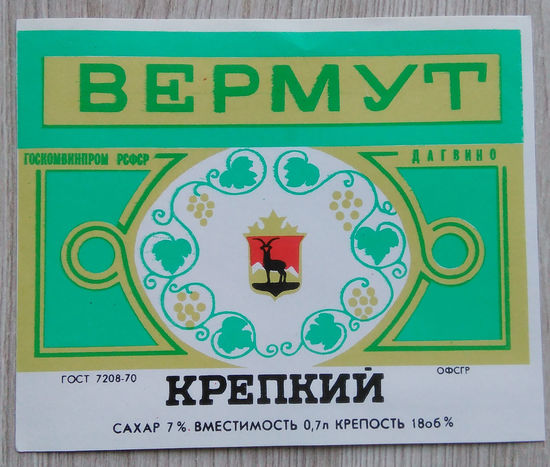 ВЕРМУТ
ГОСКОМВИНПРОМ РСФСР
ДАГВИНО
ГОСТ 7208-70
ОФСГР
КРЕПКИЙ
САХАР 7% ВМЕСТИМОСТЬ 0,7л КРЕПОСТЬ 18об%